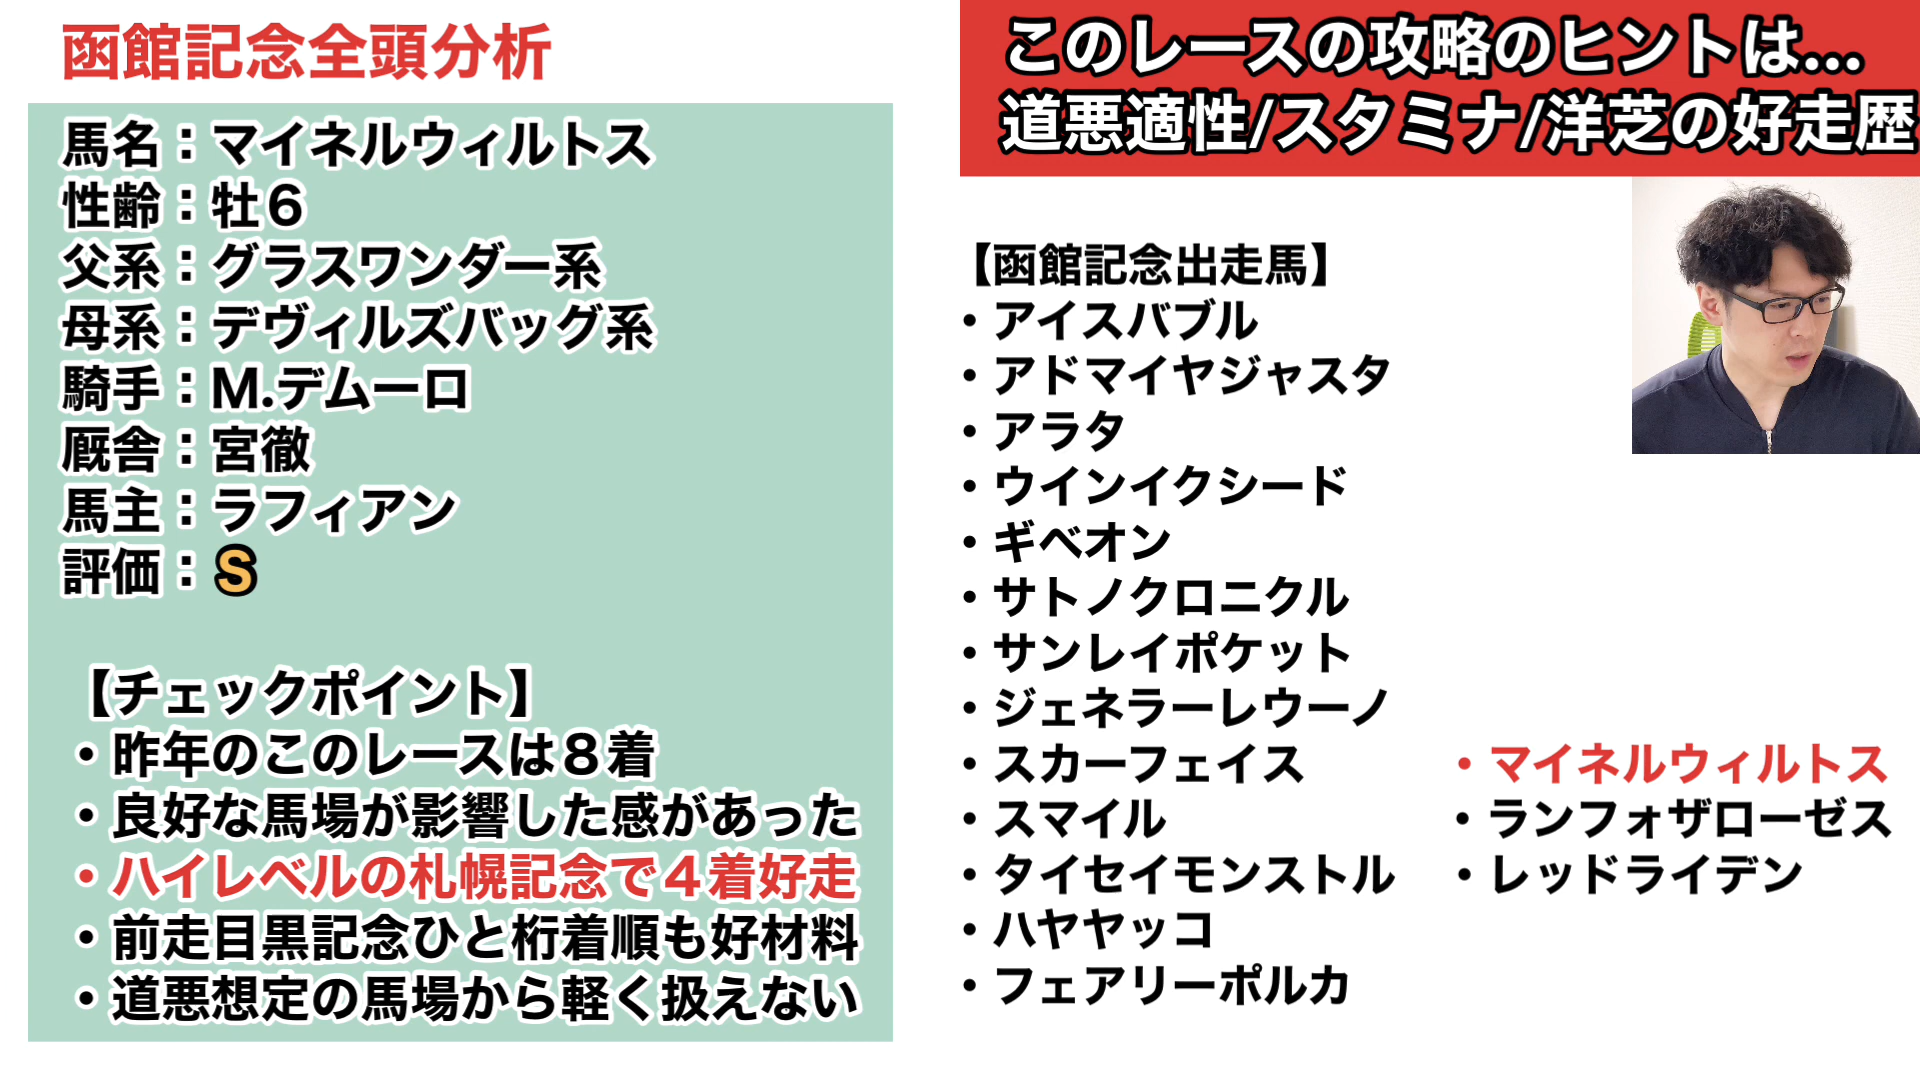 函館記念全頭分析
馬名：マイネルウィルトス
性齢：牡６
父系：グラスワンダー系
母系：デヴィルズバッグ系
騎手：M.デムーロ
厩舎：宮徹
馬主：ラフィアン
評価：S
【チェックポイント】
・昨年のこのレースは８着
・良好な馬場が影響した感があった
・ハイレベルの札幌記念で４着好走
・前走目黒記念ひと桁着順も好材料
・道悪想定の馬場から軽く扱えない
このレースの攻略のヒントは...
道悪適性/スタミナ/洋芝の好走歴
【函館記念出走馬】
・アイスバブル
・アドマイヤジャスタ
・アラタ
・ウインイクシード
・ギベオン
・サトノクロニクル
・サンレイポケット
・ジェネラーレウーノ
・スカーフェイス
・スマイル
・タイセイモンストル
・ハヤヤッコ
・フェアリーポルカ
・マイネルウィルトス
・ランフォザローゼス
・レッドライデン